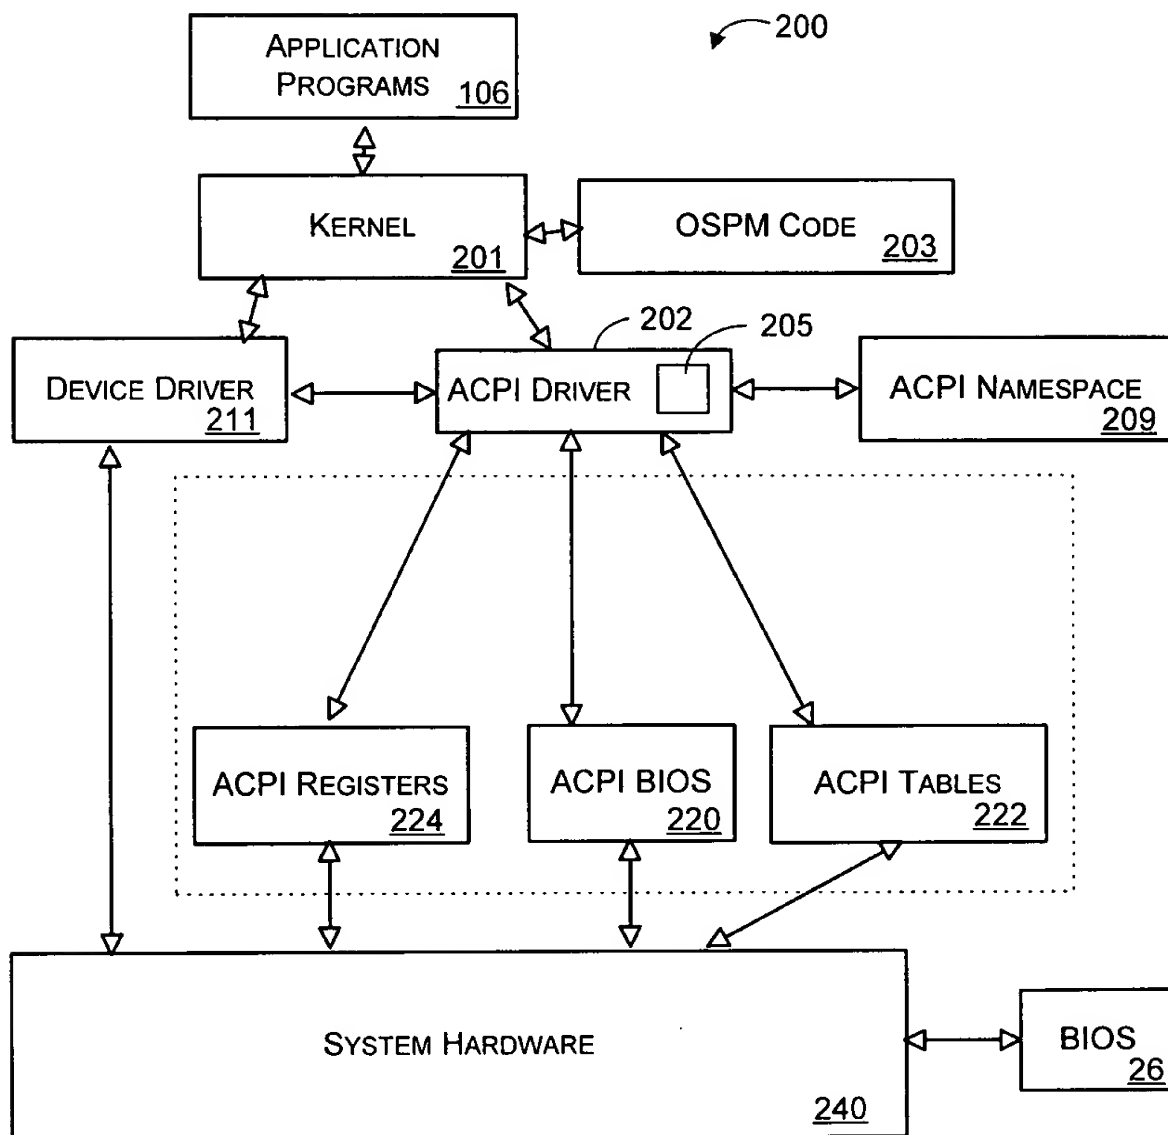 200
APPLICATION
PROGRAMS 106
KERNEL
201
OSPM CODE
203
202
205
DEVICE DRIVER
211
ACPI DRIVER
ACPI NAMESPACE
209
ACPI REGISTERS
224
ACPI BIOS
220
ACPI TABLES
222
SYSTEM HARDWARE
240
BIOS
26